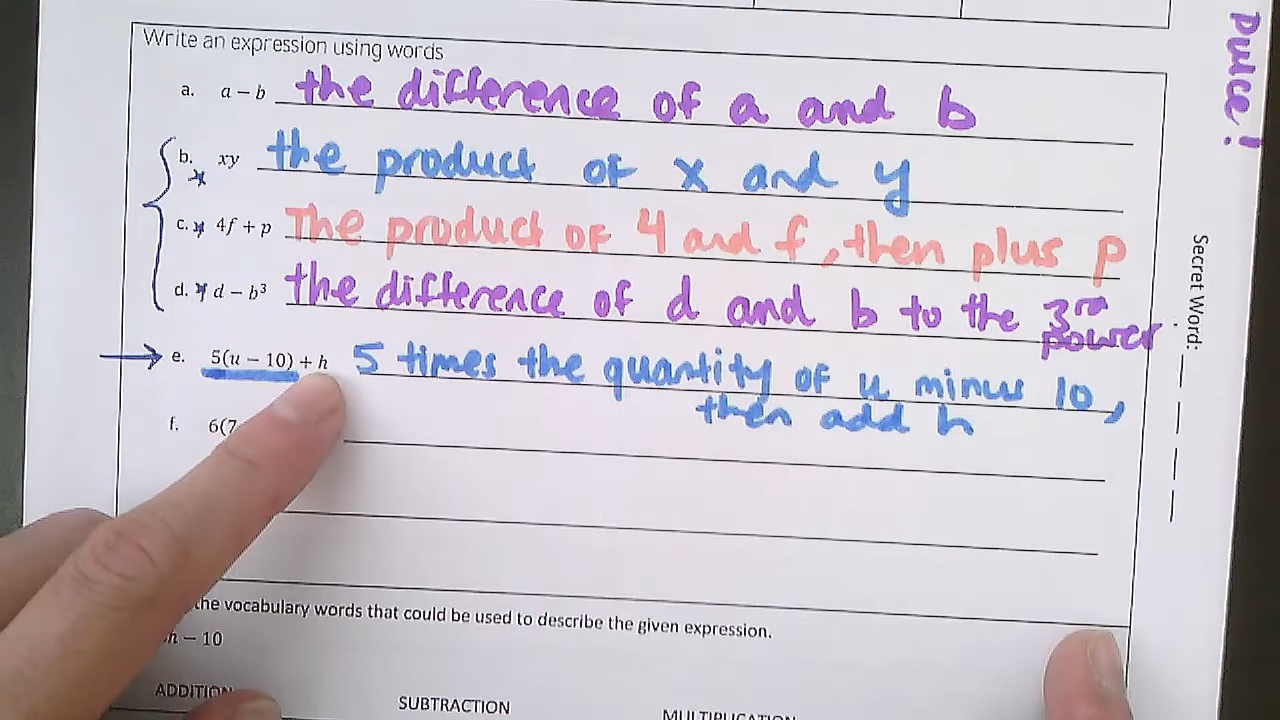 Write an expression using words
a. a − b the difference of a and b
b. xy the product of x and y
c. 4f + p The product of 4 and f, then plus p
d. d − b³ the difference of d and b to the 3rd
power
e. 5(u − 10) + h 5 times the quantity of u minus 10,
then add h
f. 6(7
the vocabulary words that could be used to describe the given expression.
− 10
ADDITION
SUBTRACTION
MULTIPLICATION
Secret Word: